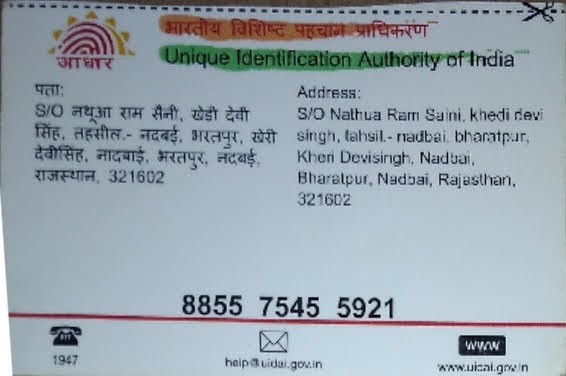 भारतीय विशिष्ट पहचान प्राधिकरण
आधार
Unique Identification Authority of India
पता:
S/O नथूआ राम सैनी, खेडी देवी
सिंह, तहसील.- नदबई, भरतपुर, खेरी
देवीसिंह, नादबाई, भरतपुर, नदबई,
राजस्थान, 321602
Address:
S/O Nathua Ram Saini, khedi devi
singh, tahsil.- nadbai, bharatpur,
Kheri Devisingh, Nadbai,
Bharatpur, Nadbai, Rajasthan,
321602
8855 7545 5921
1947
help@uidai.gov.in
www
www.uidai.gov.in